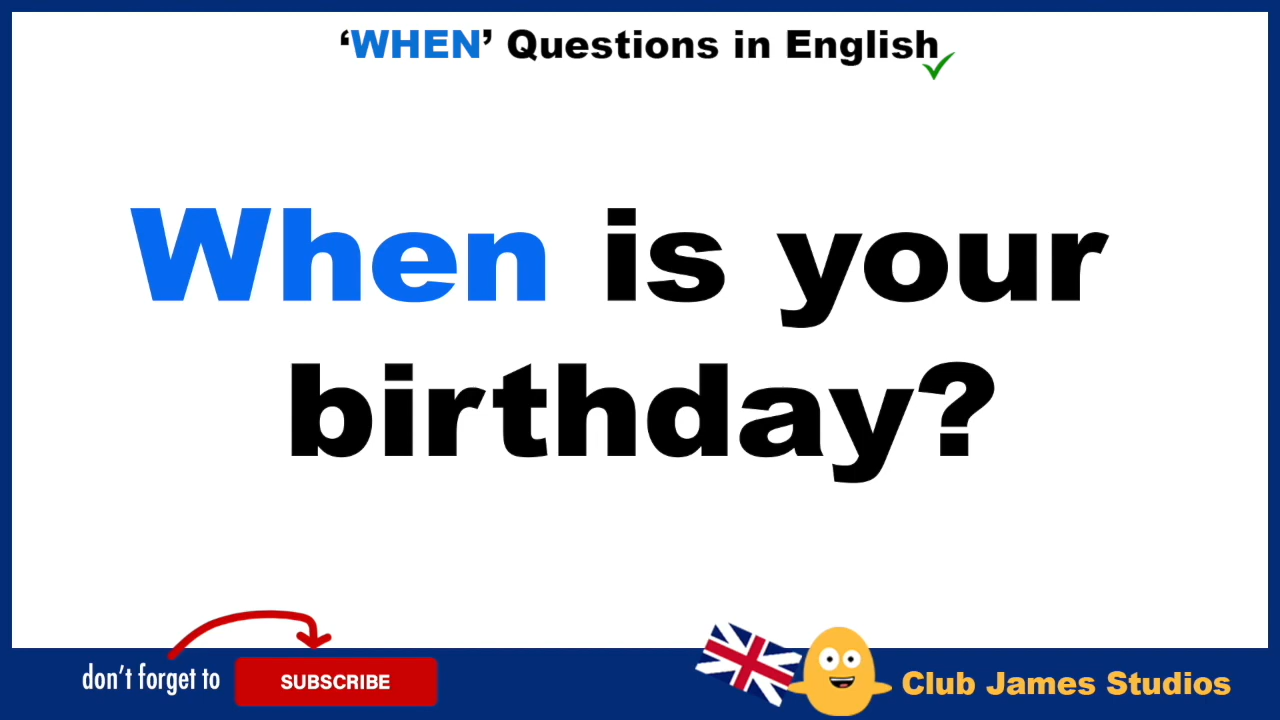 ‘WHEN’ Questions in English
When is your
birthday?
don't forget to
SUBSCRIBE
Club James Studios